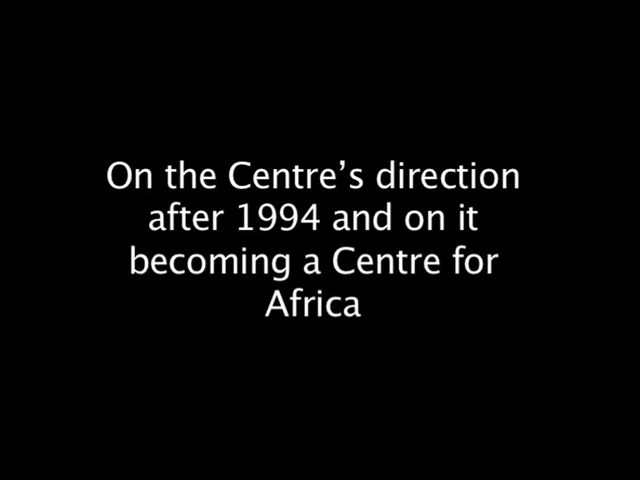 On the Centre’s direction
after 1994 and on it
becoming a Centre for
Africa